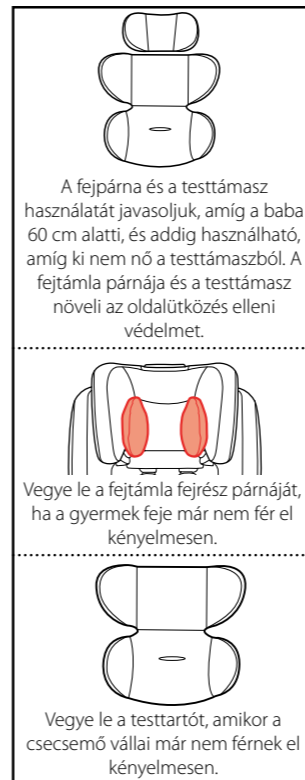 A fejpárna és a testtámasz
használatát javasoljuk, amíg a baba
60 cm alatti, és addig használható,
amíg ki nem nő a testtámaszból. A
fejtámla párnája és a testtámasz
növeli az oldalütközés elleni
védelmet.
Vegye le a fejtámla fejrész párnáját,
ha a gyermek feje már nem fér el
kényelmesen.
Vegye le a testtartót, amikor a
csecsemő vállai már nem férnek el
kényelmesen.